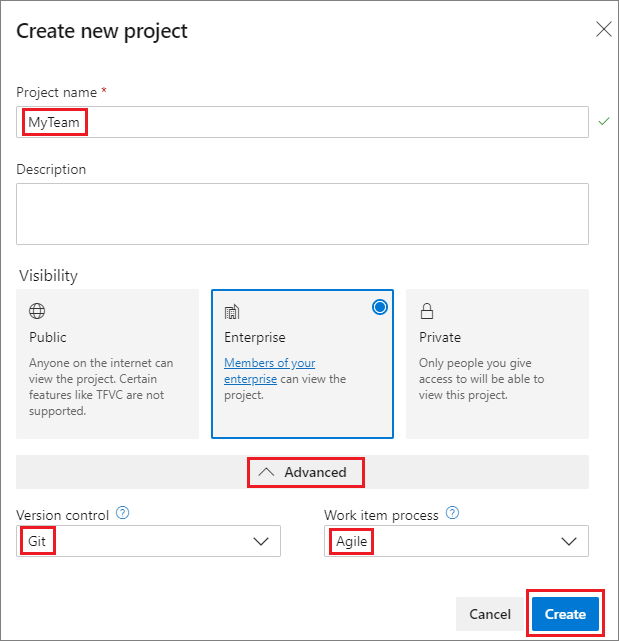 Create new project
Project name *
MyTeam
Description
Visibility
Public
Anyone on the internet can
view the project. Certain
features like TFVC are not
supported.
Enterprise
Members of your
enterprise can view the
project.
Private
Only people you give
access to will be able to
view this project.
Advanced
Version control ?
Git
Work item process ?
Agile
Cancel
Create